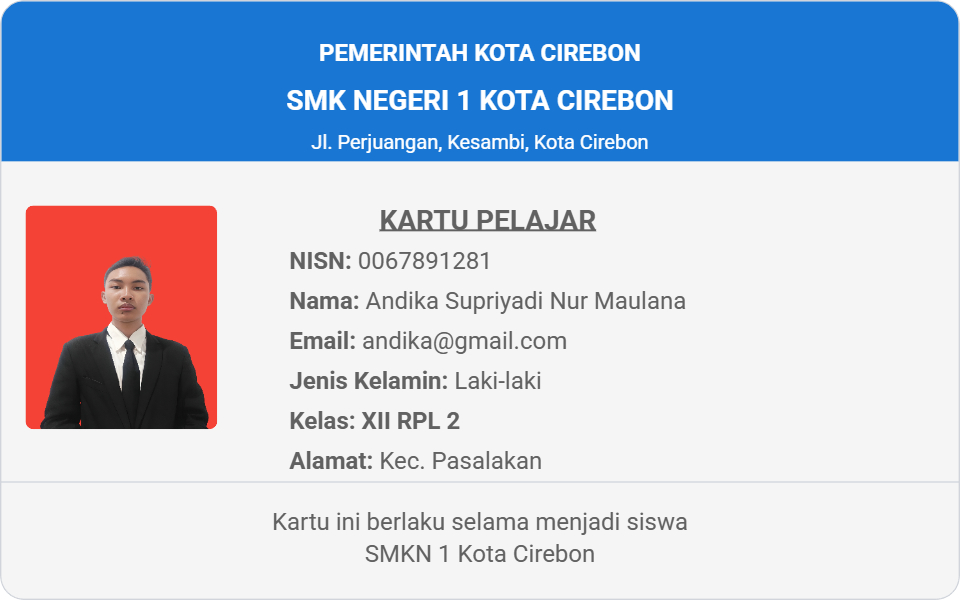 PEMERINTAH KOTA CIREBON
SMK NEGERI 1 KOTA CIREBON
Jl. Perjuangan, Kesambi, Kota Cirebon
KARTU PELAJAR
NISN: 0067891281
Nama: Andika Supriyadi Nur Maulana
Email: andika@gmail.com
Jenis Kelamin: Laki-laki
Kelas: XII RPL 2
Alamat: Kec. Pasalakan
Kartu ini berlaku selama menjadi siswa
SMKN 1 Kota Cirebon